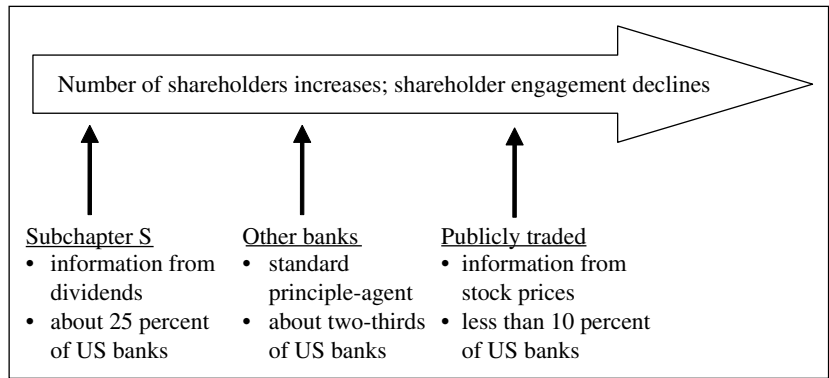 Number of shareholders increases; shareholder engagement declines
Subchapter S
• information from
dividends
• about 25 percent
of US banks
Other banks
• standard
principle-agent
• about two-thirds
of US banks
Publicly traded
• information from
stock prices
• less than 10 percent
of US banks